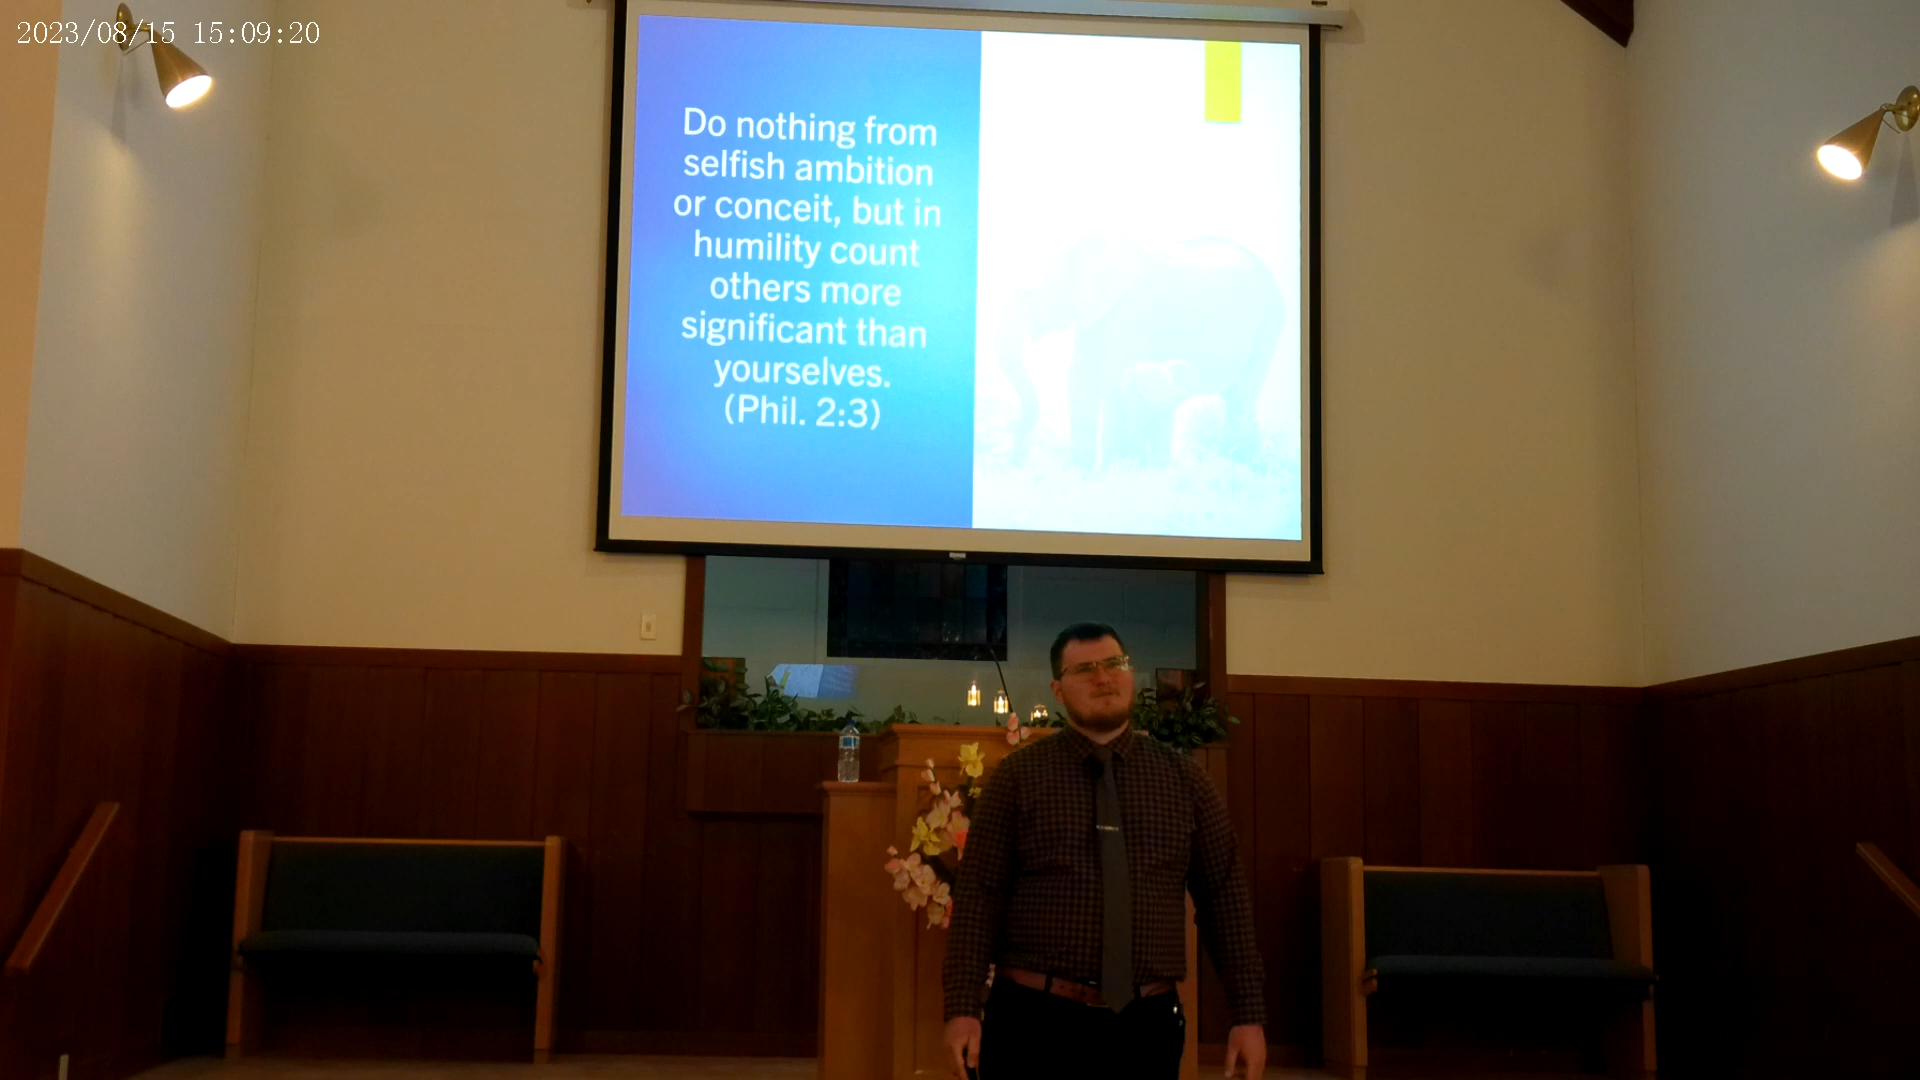 2023/08/15 15:09:20
Do nothing from
selfish ambition
or conceit, but in
humility count
others more
significant than
yourselves.
(Phil. 2:3)